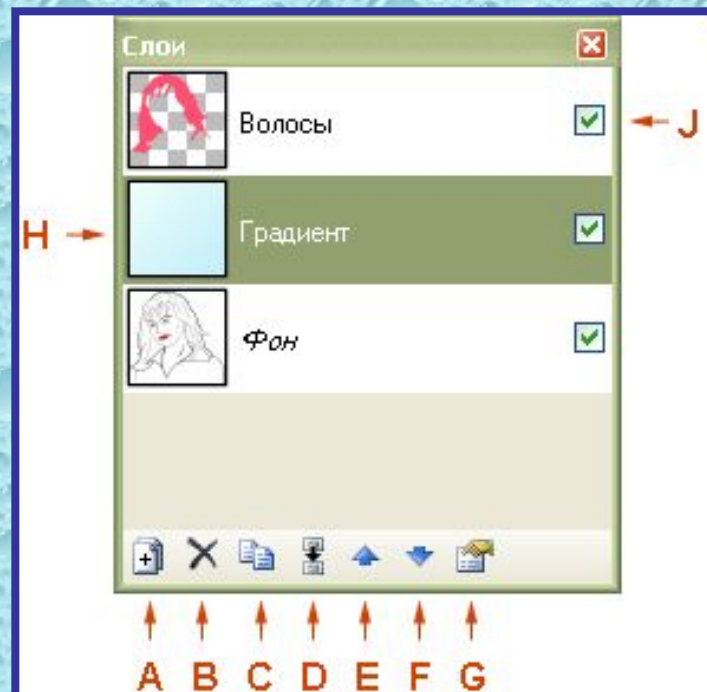 Слои
Волосы
J
H
Градиент
Фон
A B C D E F G